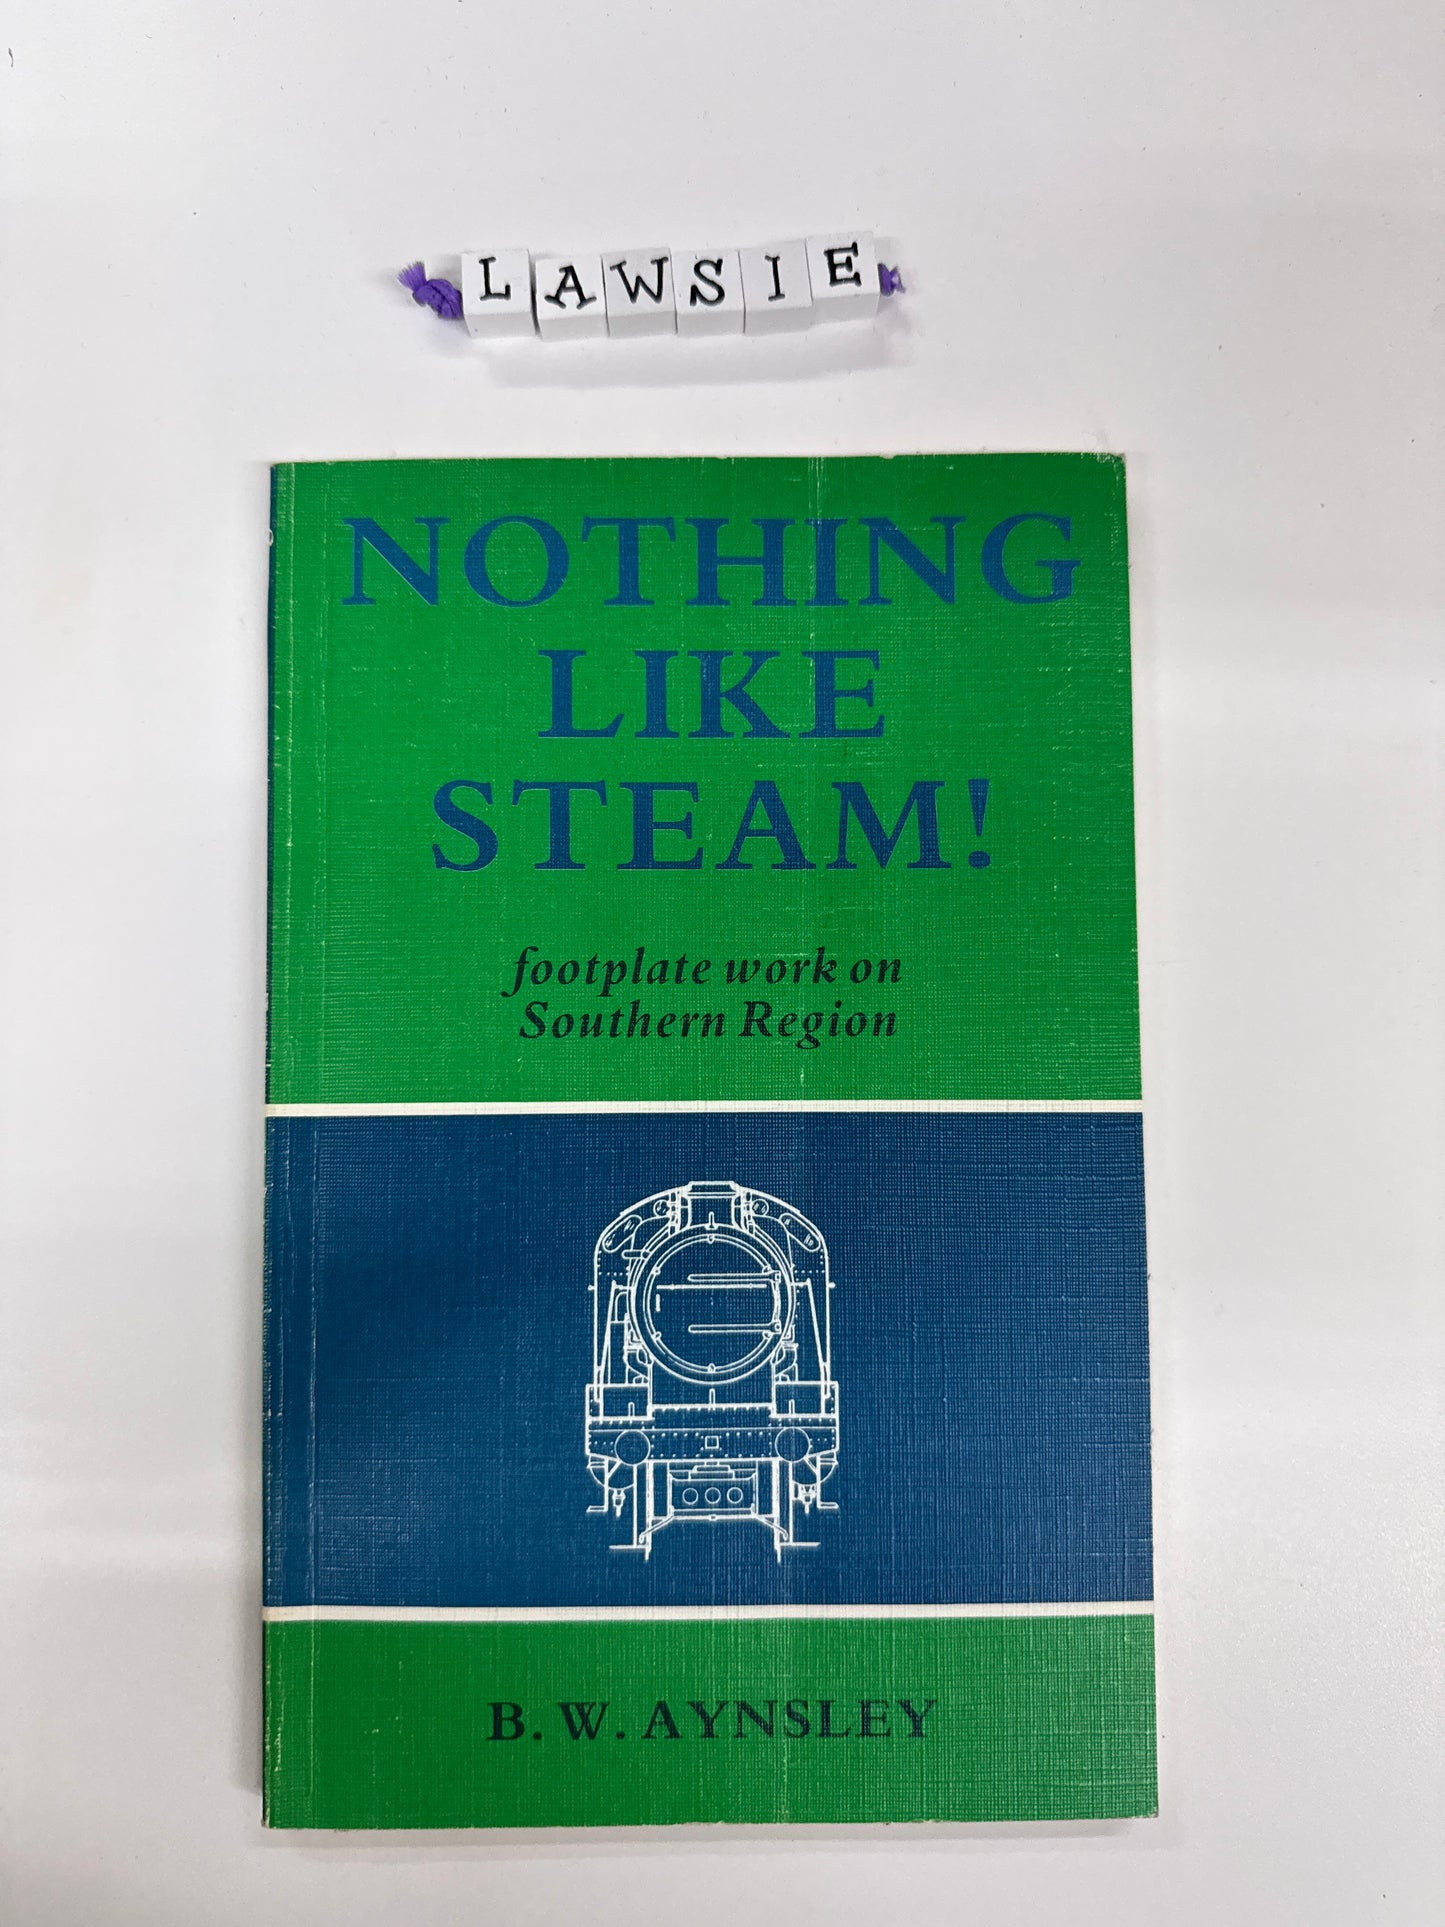 LAWSIE
NOTHING
LIKE
STEAM!
footplate work on
Southern Region
B. W. AYNSLEY